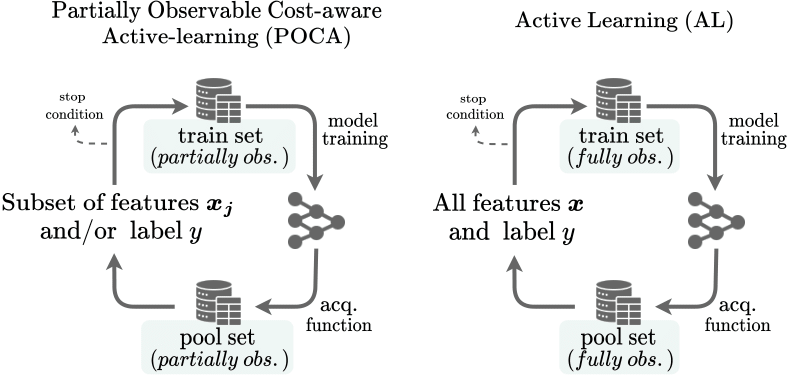 Partially Observable Cost-aware
Active-learning (POCA)
stop
condition
train set
(partially obs.)
model
training
Subset of features x_j
and/or label y
acq.
function
pool set
(partially obs.)
Active Learning (AL)
stop
condition
train set
(fully obs.)
model
training
All features x
and label y
acq.
function
pool set
(fully obs.)